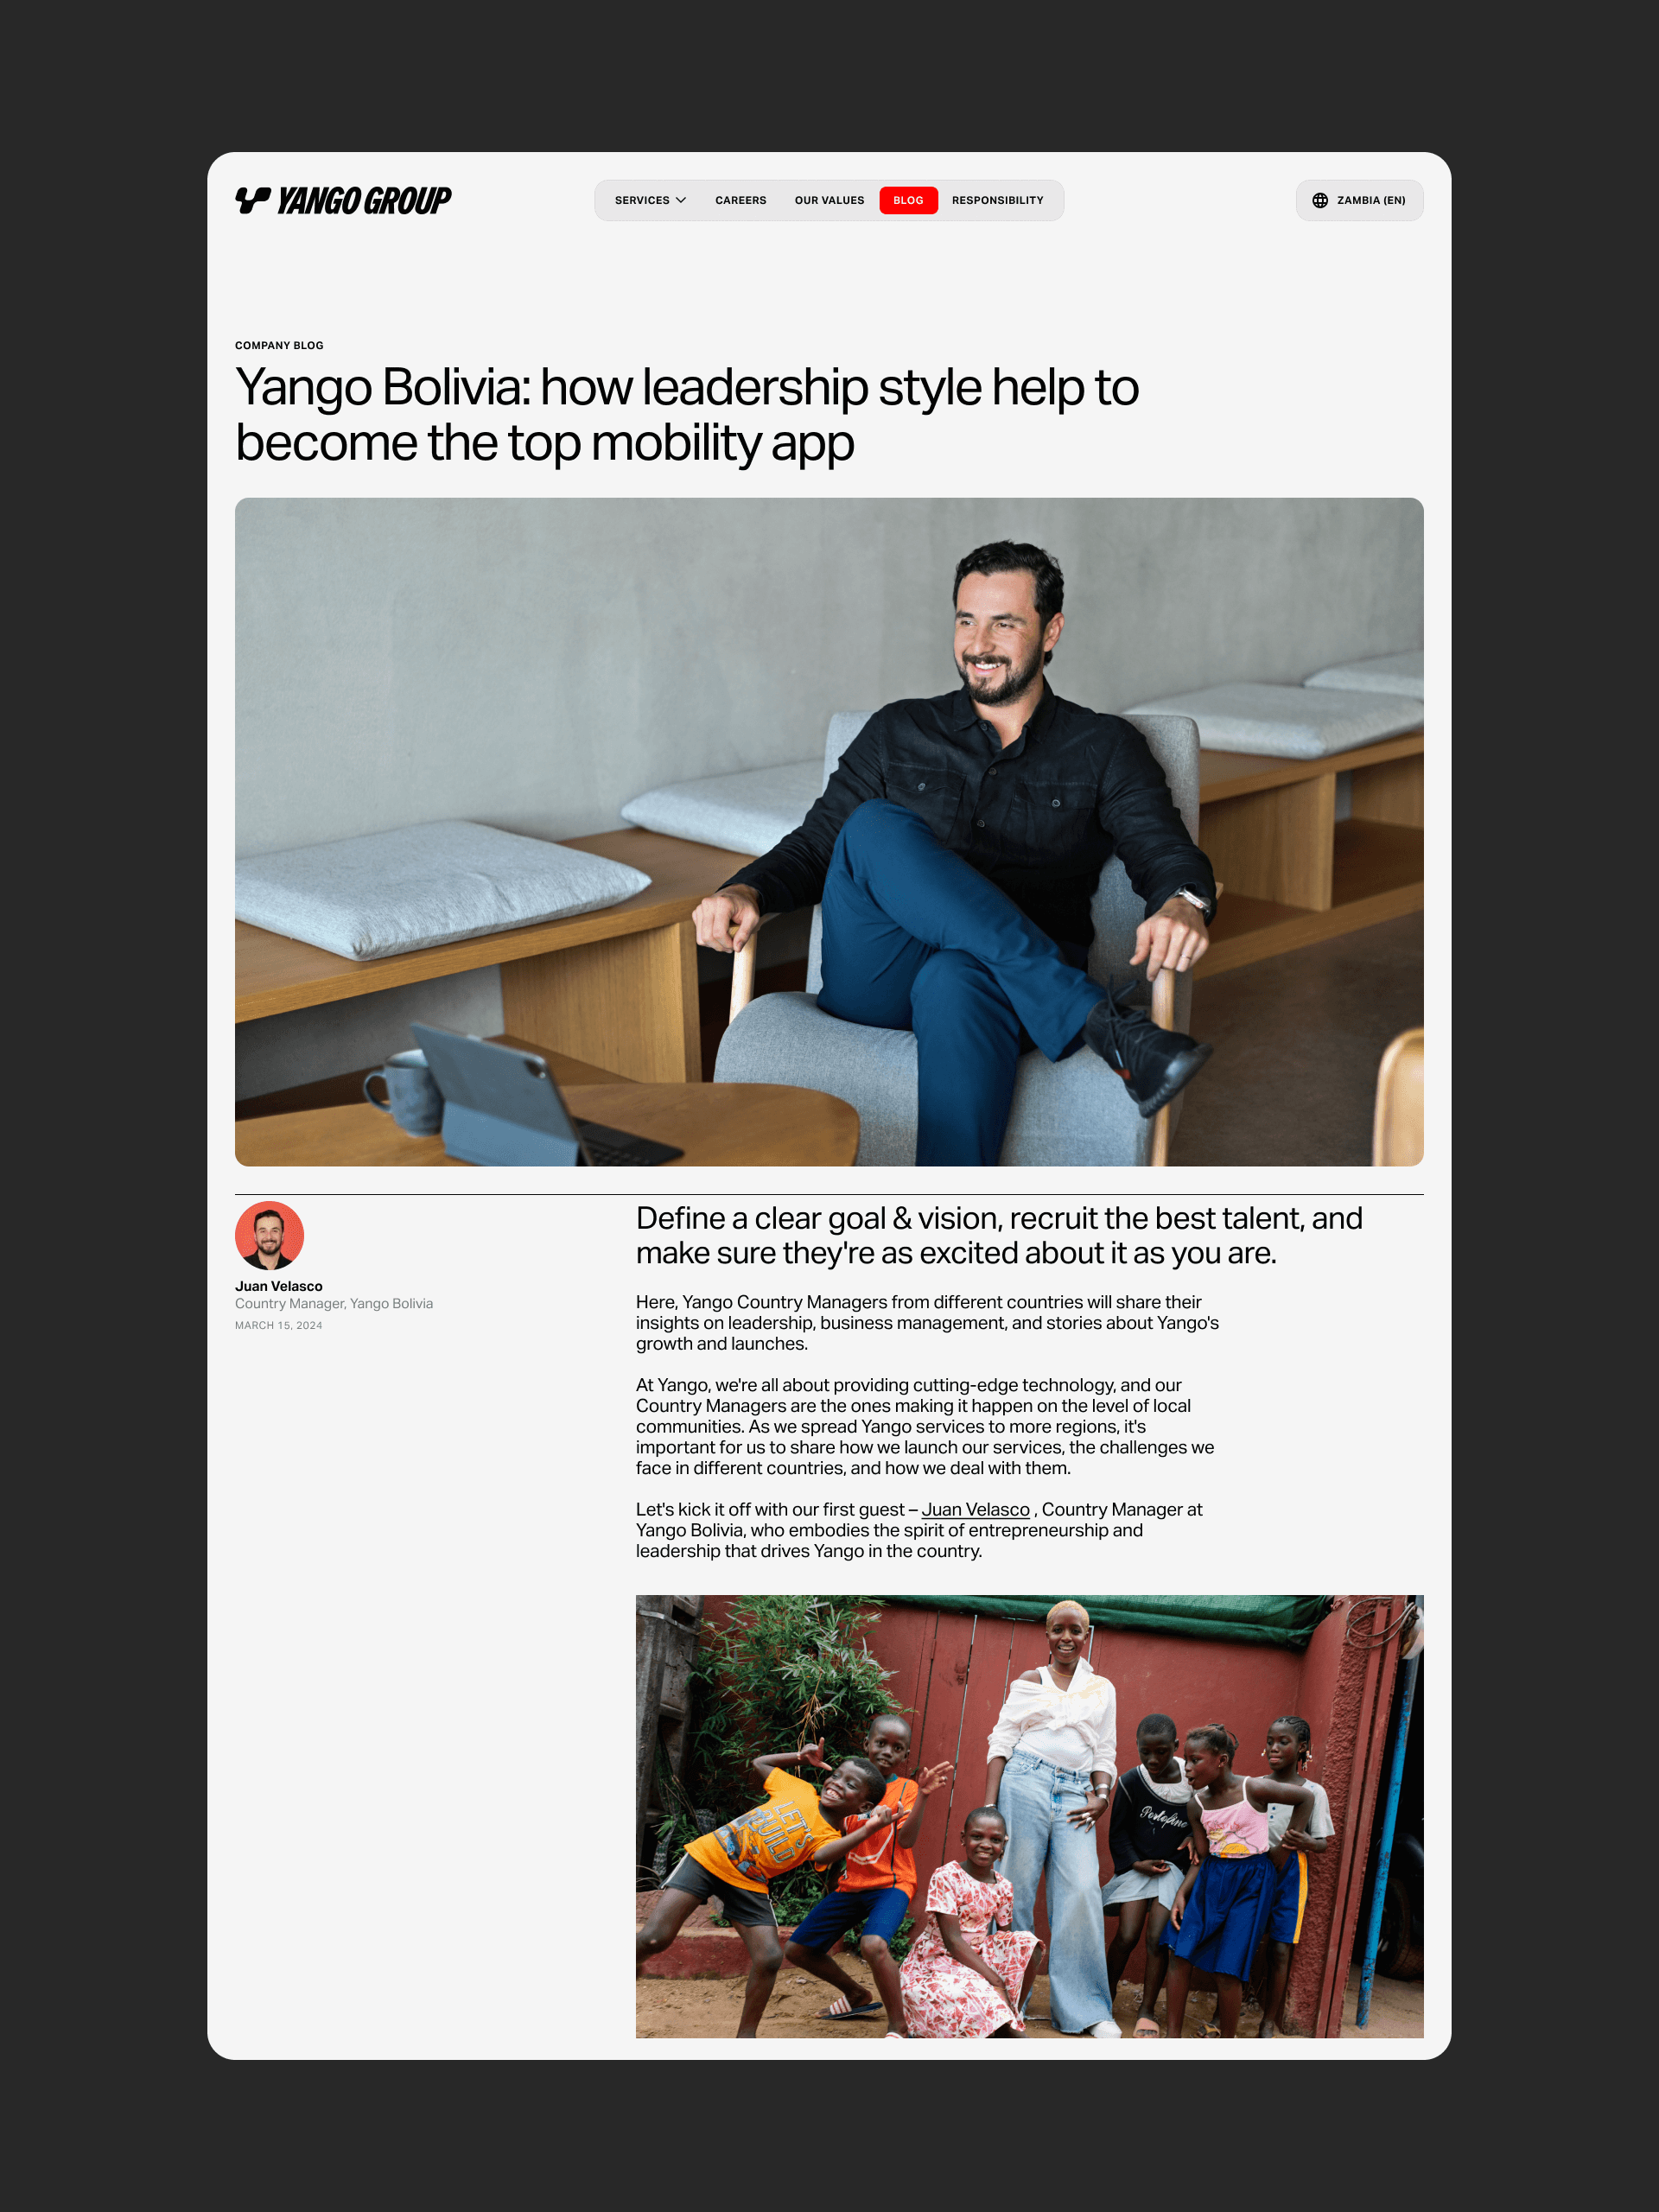 YANGO GROUP
SERVICES
CAREERS
OUR VALUES
BLOG
RESPONSIBILITY
ZAMBIA (EN)
COMPANY BLOG
Yango Bolivia: how leadership style help to
become the top mobility app
Juan Velasco
Country Manager, Yango Bolivia
MARCH 15, 2024
Define a clear goal & vision, recruit the best talent, and
make sure they're as excited about it as you are.
Here, Yango Country Managers from different countries will share their
insights on leadership, business management, and stories about Yango's
growth and launches.
At Yango, we're all about providing cutting-edge technology, and our
Country Managers are the ones making it happen on the level of local
communities. As we spread Yango services to more regions, it's
important for us to share how we launch our services, the challenges we
face in different countries, and how we deal with them.
Let's kick it off with our first guest – Juan Velasco , Country Manager at
Yango Bolivia, who embodies the spirit of entrepreneurship and
leadership that drives Yango in the country.
LET'S
BUILD
Portofino